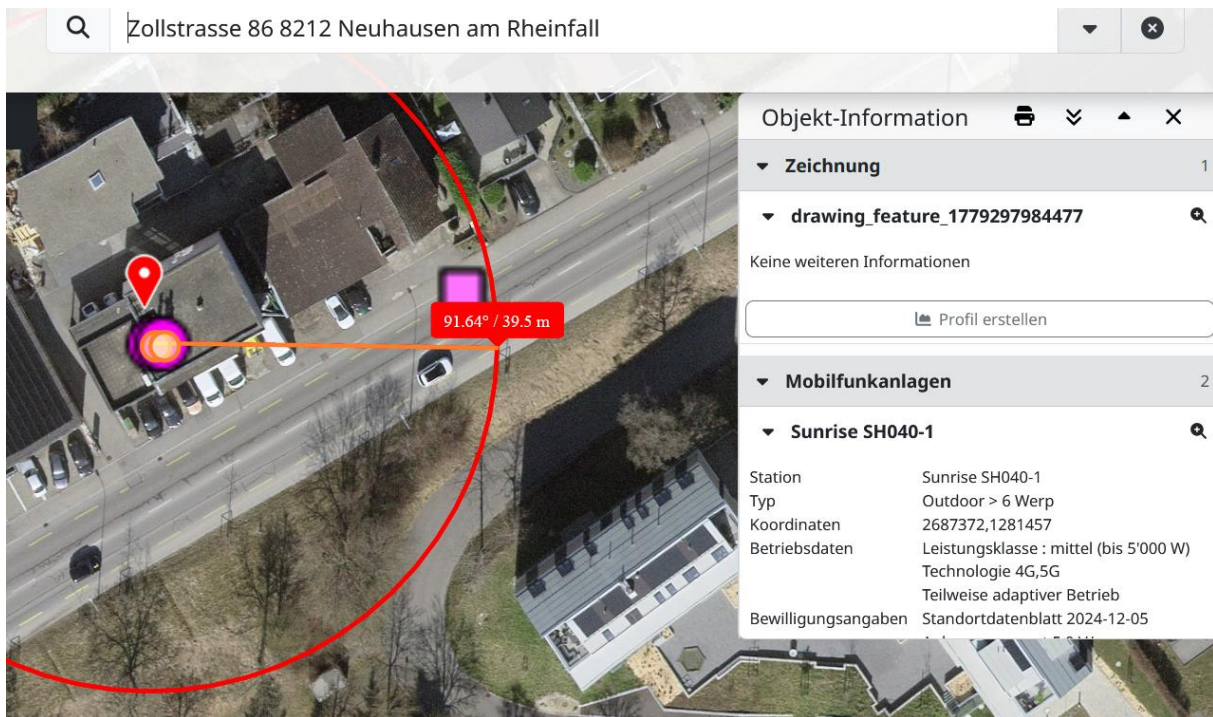 Zollstrasse 86 8212 Neuhausen am Rheinfall
91.64° / 39.5 m
Objekt-Information
Zeichnung 1
drawing_feature_1779297984477
Keine weiteren Informationen
Profil erstellen
Mobilfunkanlagen 2
Sunrise SH040-1
Station Sunrise SH040-1
Typ Outdoor > 6 Werp
Koordinaten 2687372,1281457
Betriebsdaten Leistungsklasse : mittel (bis 5'000 W)
Technologie 4G,5G
Teilweise adaptiver Betrieb
Bewilligungsangaben Standortdatenblatt 2024-12-05